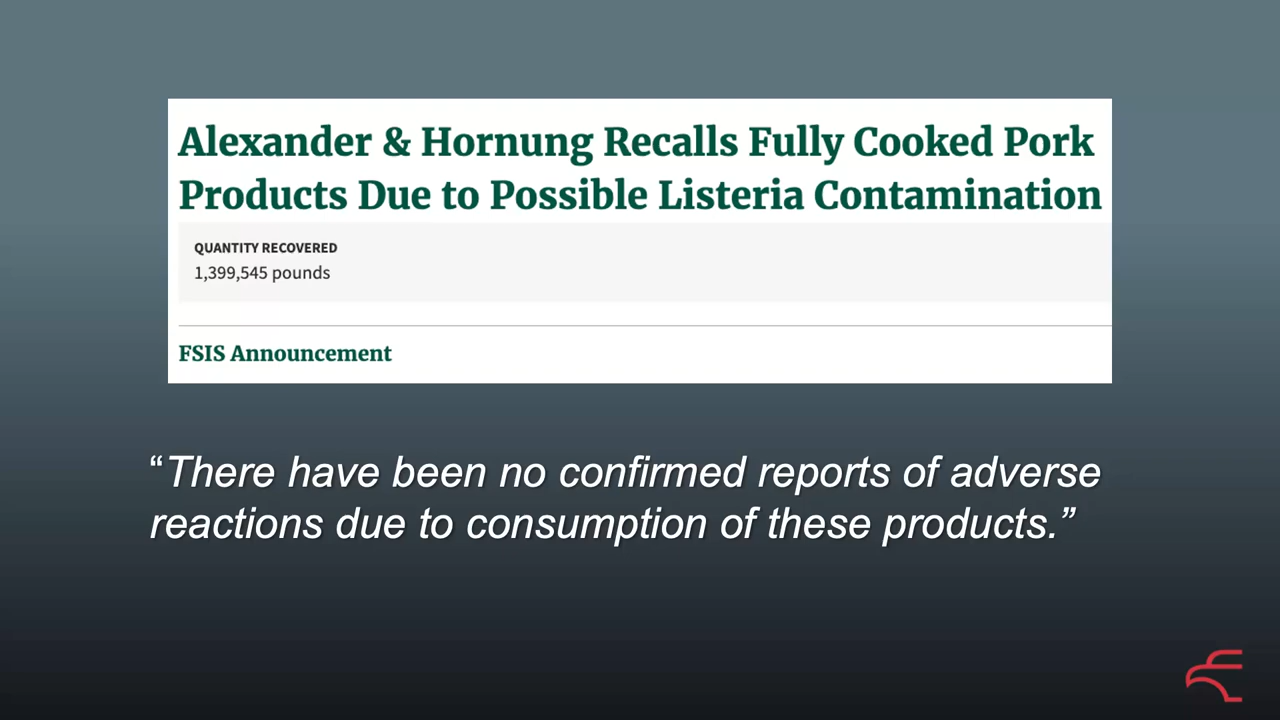 Alexander & Hornung Recalls Fully Cooked Pork
Products Due to Possible Listeria Contamination
QUANTITY RECOVERED
1,399,545 pounds
FSIS Announcement
“There have been no confirmed reports of adverse
reactions due to consumption of these products.”